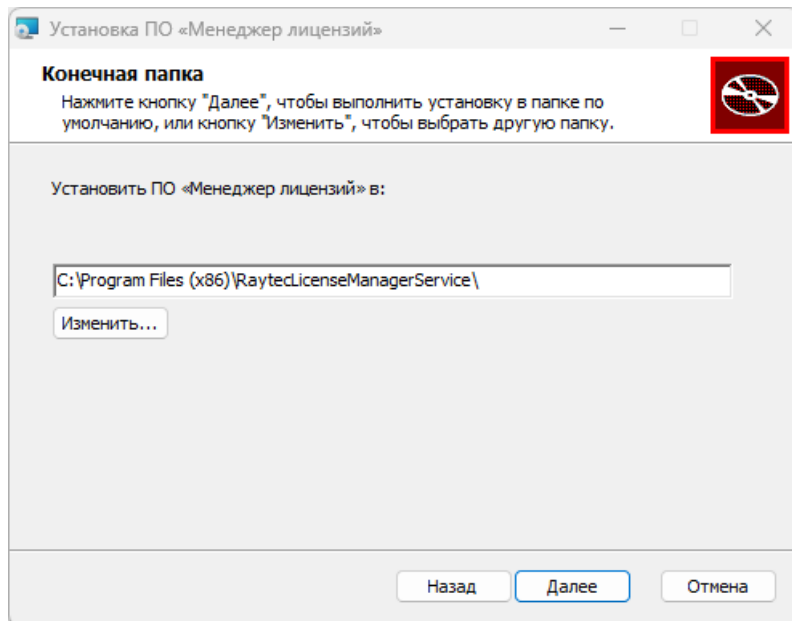 Установка ПО «Менеджер лицензий»
Конечная папка
Нажмите кнопку "Далее", чтобы выполнить установку в папке по
умолчанию, или кнопку "Изменить", чтобы выбрать другую папку.
Установить ПО «Менеджер лицензий» в:
C:\Program Files (x86)\RaytecLicenseManagerService\
Изменить...
Назад Далее Отмена